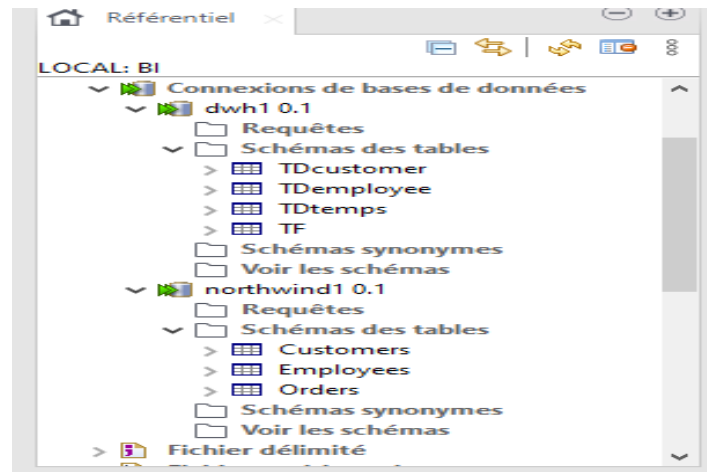 Référentiel
LOCAL: BI
Connexions de bases de données
dwh1 0.1
Requêtes
Schémas des tables
TDcustomer
TDemployee
TDtemps
TF
Schémas synonymes
Voir les schémas
northwind1 0.1
Requêtes
Schémas des tables
Customers
Employees
Orders
Schémas synonymes
Voir les schémas
Fichier délimité